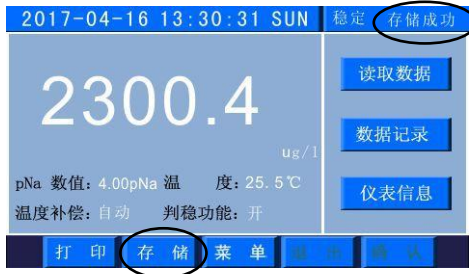 2017-04-16 13:30:31 SUN 稳定 存储成功
2300.4
ug/l
pNa 数值: 4.00pNa 温 度: 25.5℃
温度补偿: 自动 判稳功能: 开
读取数据
数据记录
仪表信息
打 印 存 储 菜 单